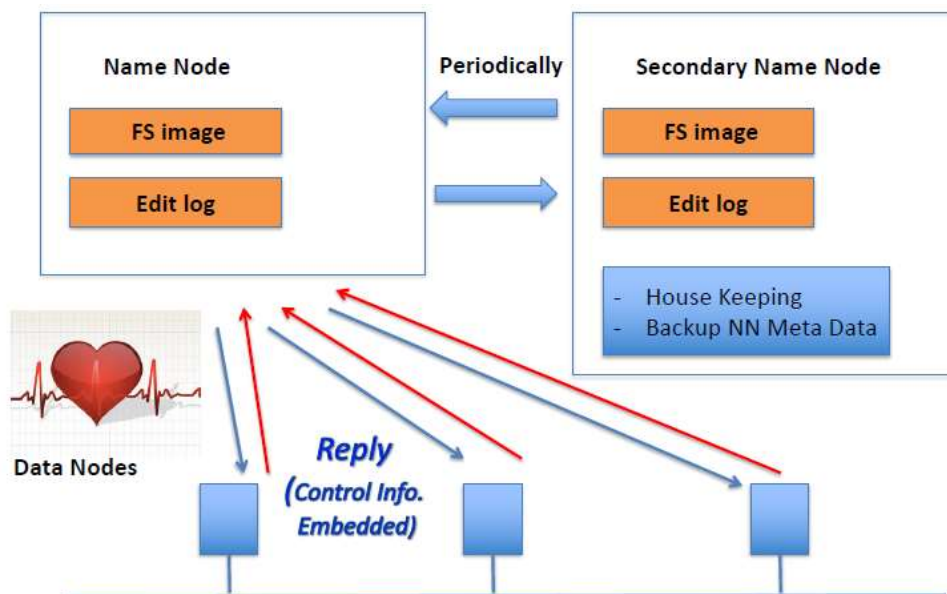 Name Node
FS image
Edit log
Periodically
Secondary Name Node
FS image
Edit log
- House Keeping
- Backup NN Meta Data
Data Nodes
Reply
(Control Info.
Embedded)